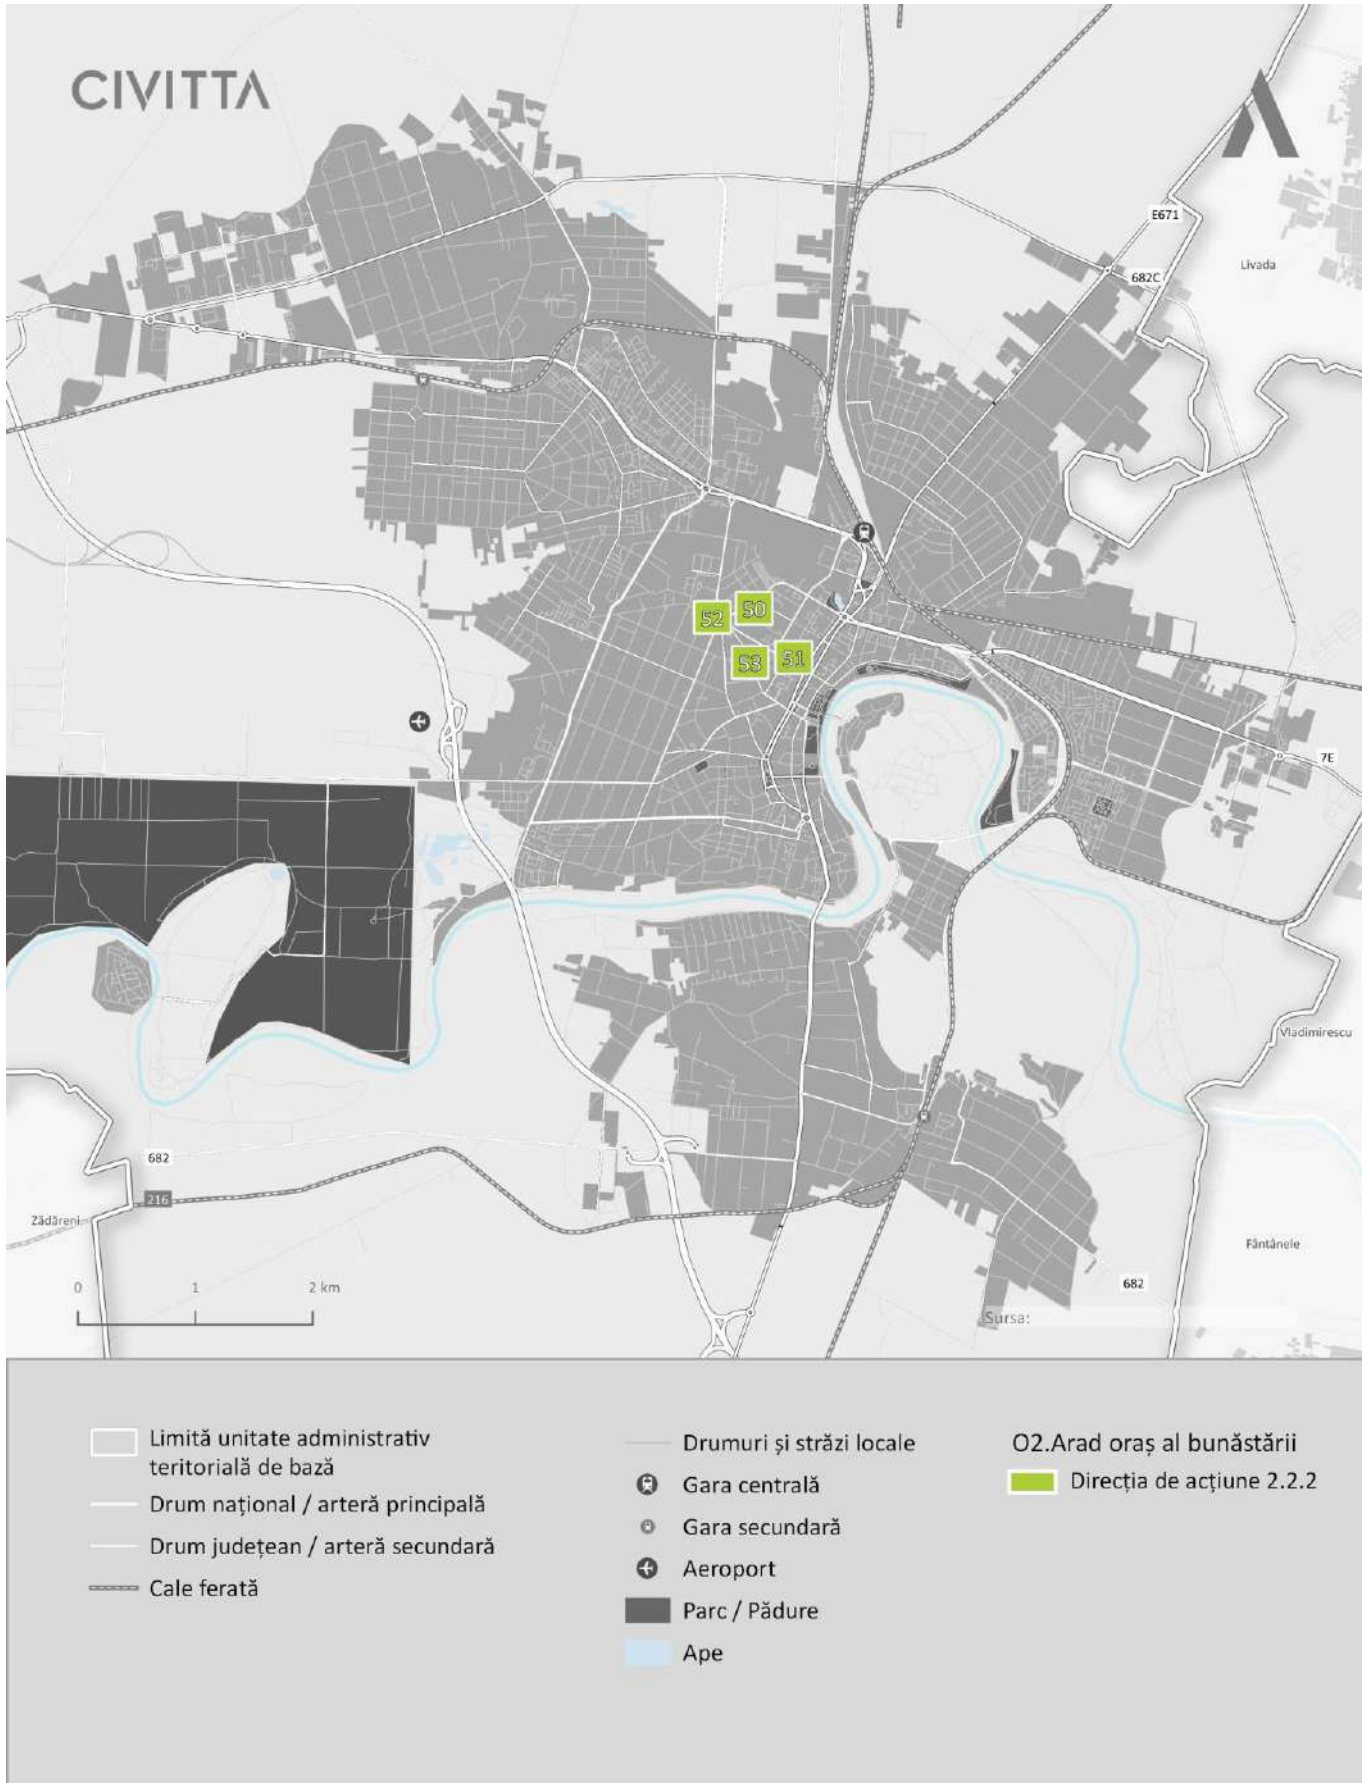 CIVITTA
E671
Livada
682C
52
50
53
51
7E
Vladimirescu
682
216
Zădăreni
Fântânele
0 1 2 km
682
Sursa:
Limită unitate administrativ
teritorială de bază
Drum național / arteră principală
Drum județean / arteră secundară
Cale ferată
Drumuri și străzi locale
Gara centrală
Gara secundară
Aeroport
Parc / Pădure
Ape
O2.Arad oraș al bunăstării
Direcția de acțiune 2.2.2